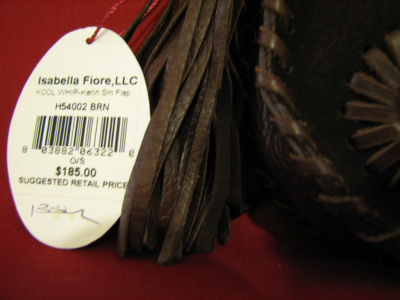 Isabella Fiore,LLC
KOOL WHIP-Karin Sm Flap
H54002 BRN
8 03882 06322 0
O/S
$185.00
SUGGESTED RETAIL PRICE